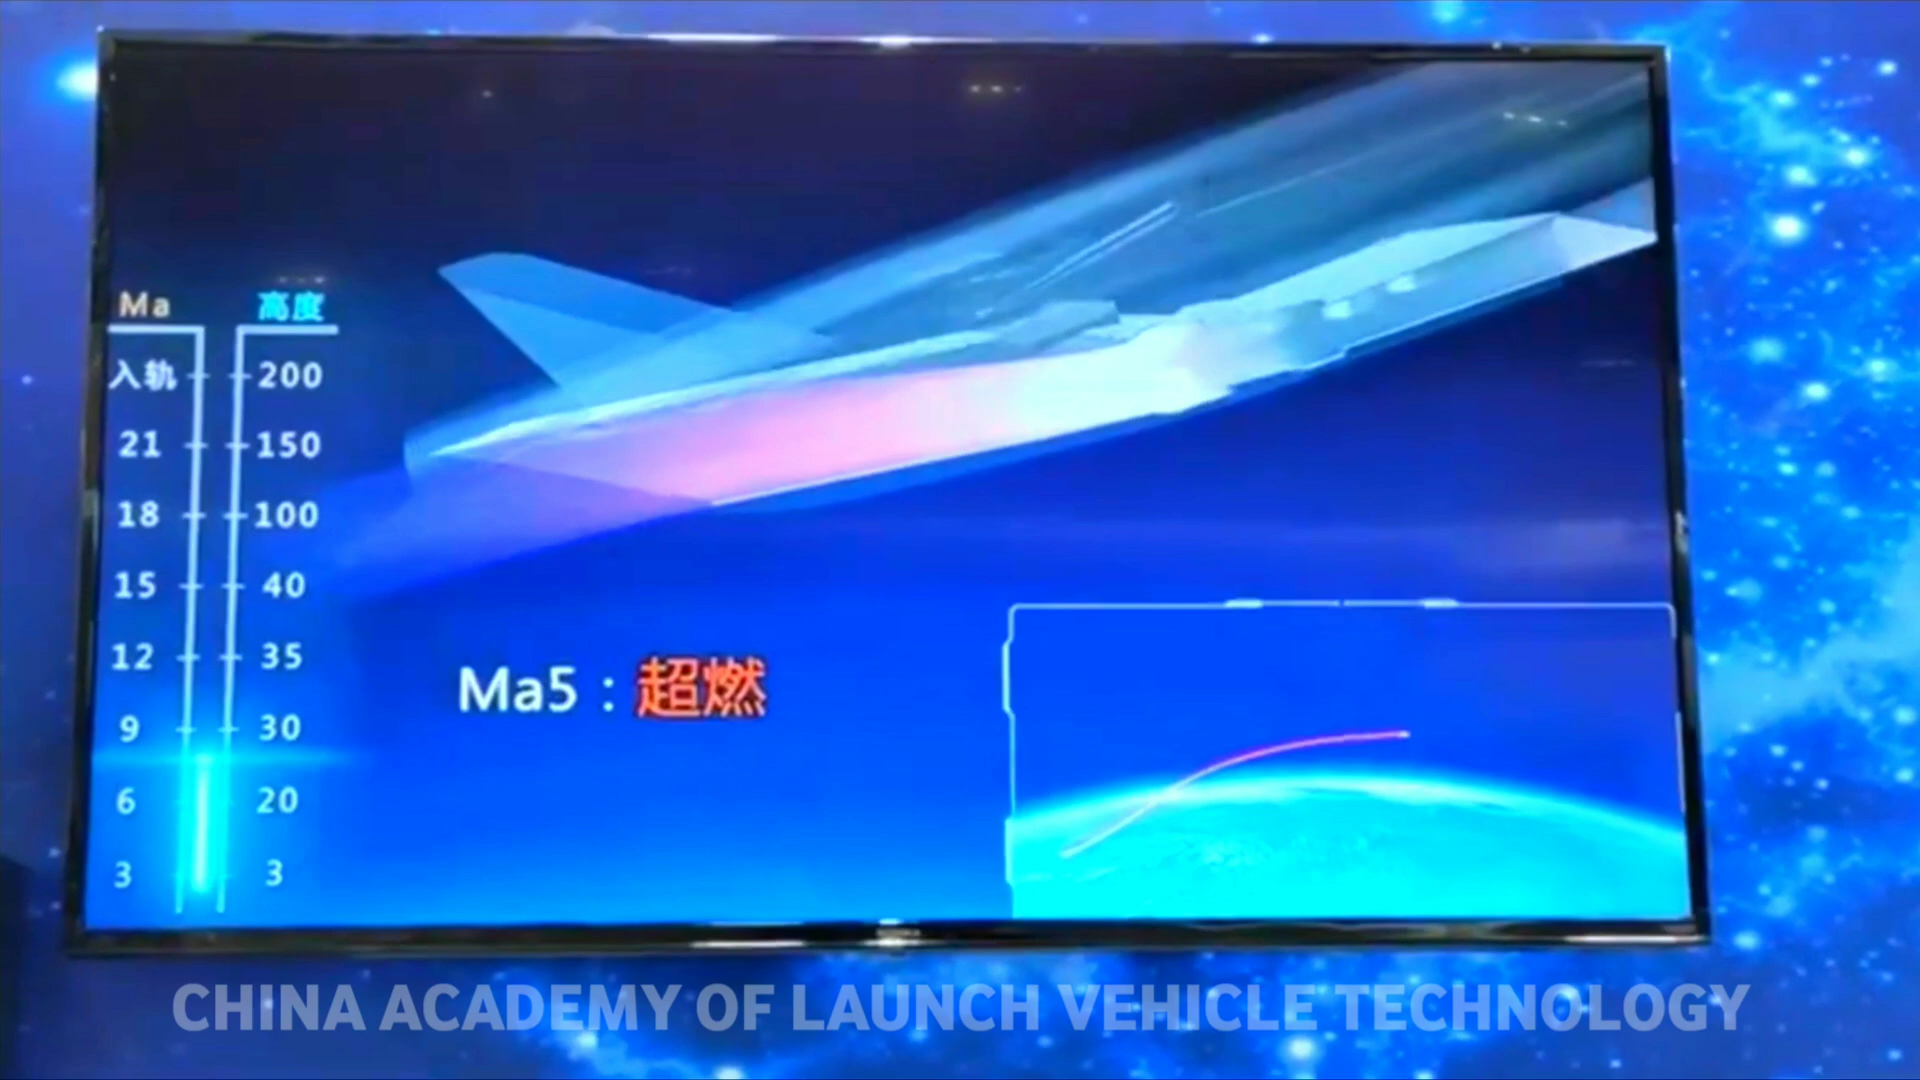 Ma 高度
入轨 200
21 150
18 100
15 40
12 35
9 30
6 20
3 3
Ma5：超燃
CHINA ACADEMY OF LAUNCH VEHICLE TECHNOLOGY